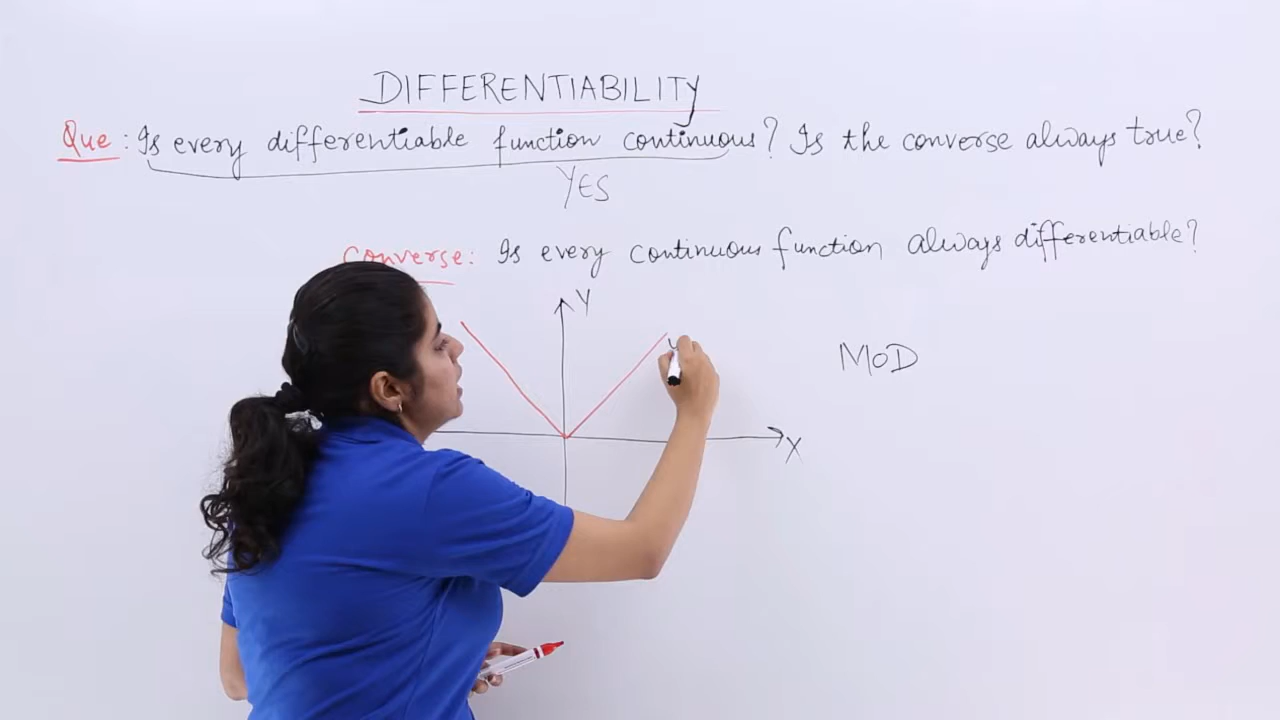 DIFFERENTIABILITY
Que: Is every differentiable function continuous? Is the converse always true?
YES
Converse: Is every continuous function always differentiable?
Y
MOD
X